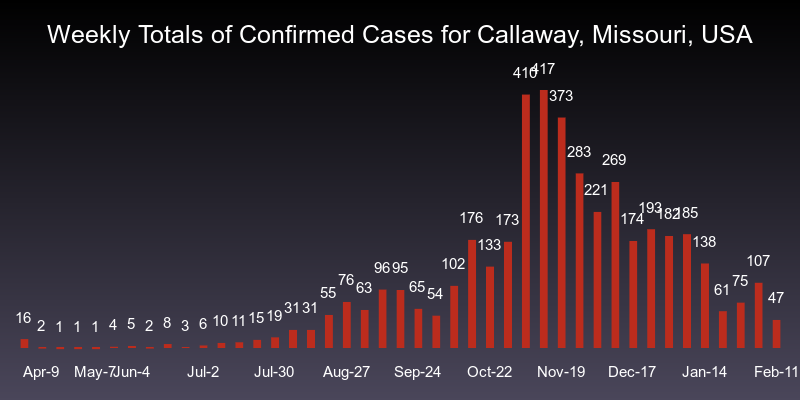 Weekly Totals of Confirmed Cases for Callaway, Missouri, USA
410 417
373
283
269
221
193
176 173 174 182 185
133 138
102 107
96 95
76 75
55 63 65 54 61
47
31 31
16 15 19
2 1 1 1 4 5 2 8 3 6 10 11
Apr-9 May-7 Jun-4 Jul-2 Jul-30 Aug-27 Sep-24 Oct-22 Nov-19 Dec-17 Jan-14 Feb-11